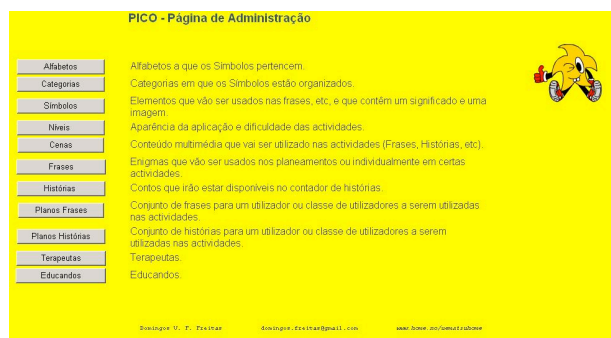 PICO - Página de Administração
Alfabetos Alfabetos a que os Símbolos pertencem.
Categorias Categorias em que os Símbolos estão organizados.
Símbolos Elementos que vão ser usados nas frases, etc, e que contêm um significado e uma
imagem.
Níveis Aparência da aplicação e dificuldade das actividades.
Cenas Conteúdo multimédia que vai ser utilizado nas actividades (Frases, Histórias, etc).
Frases Enigmas que vão ser usados nos planeamentos ou individualmente em certas
actividades.
Histórias Contos que irão estar disponíveis no contador de histórias.
Planos Frases Conjunto de frases para um utilizador ou classe de utilizadores a serem utilizadas
nas actividades.
Planos Histórias Conjunto de histórias para um utilizador ou classe de utilizadores a serem
utilizadas nas actividades.
Terapeutas Terapeutas.
Educandos Educandos.
Domingos V. F. Freitas domingos.freitas@gmail.com